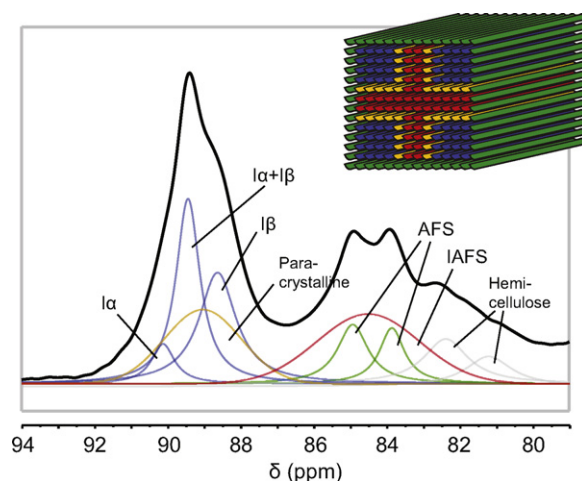 Iα+Iβ
Iβ
Para-
crystalline
Iα
AFS
IAFS
Hemi-
cellulose
94 92 90 88 86 84 82 80
δ (ppm)